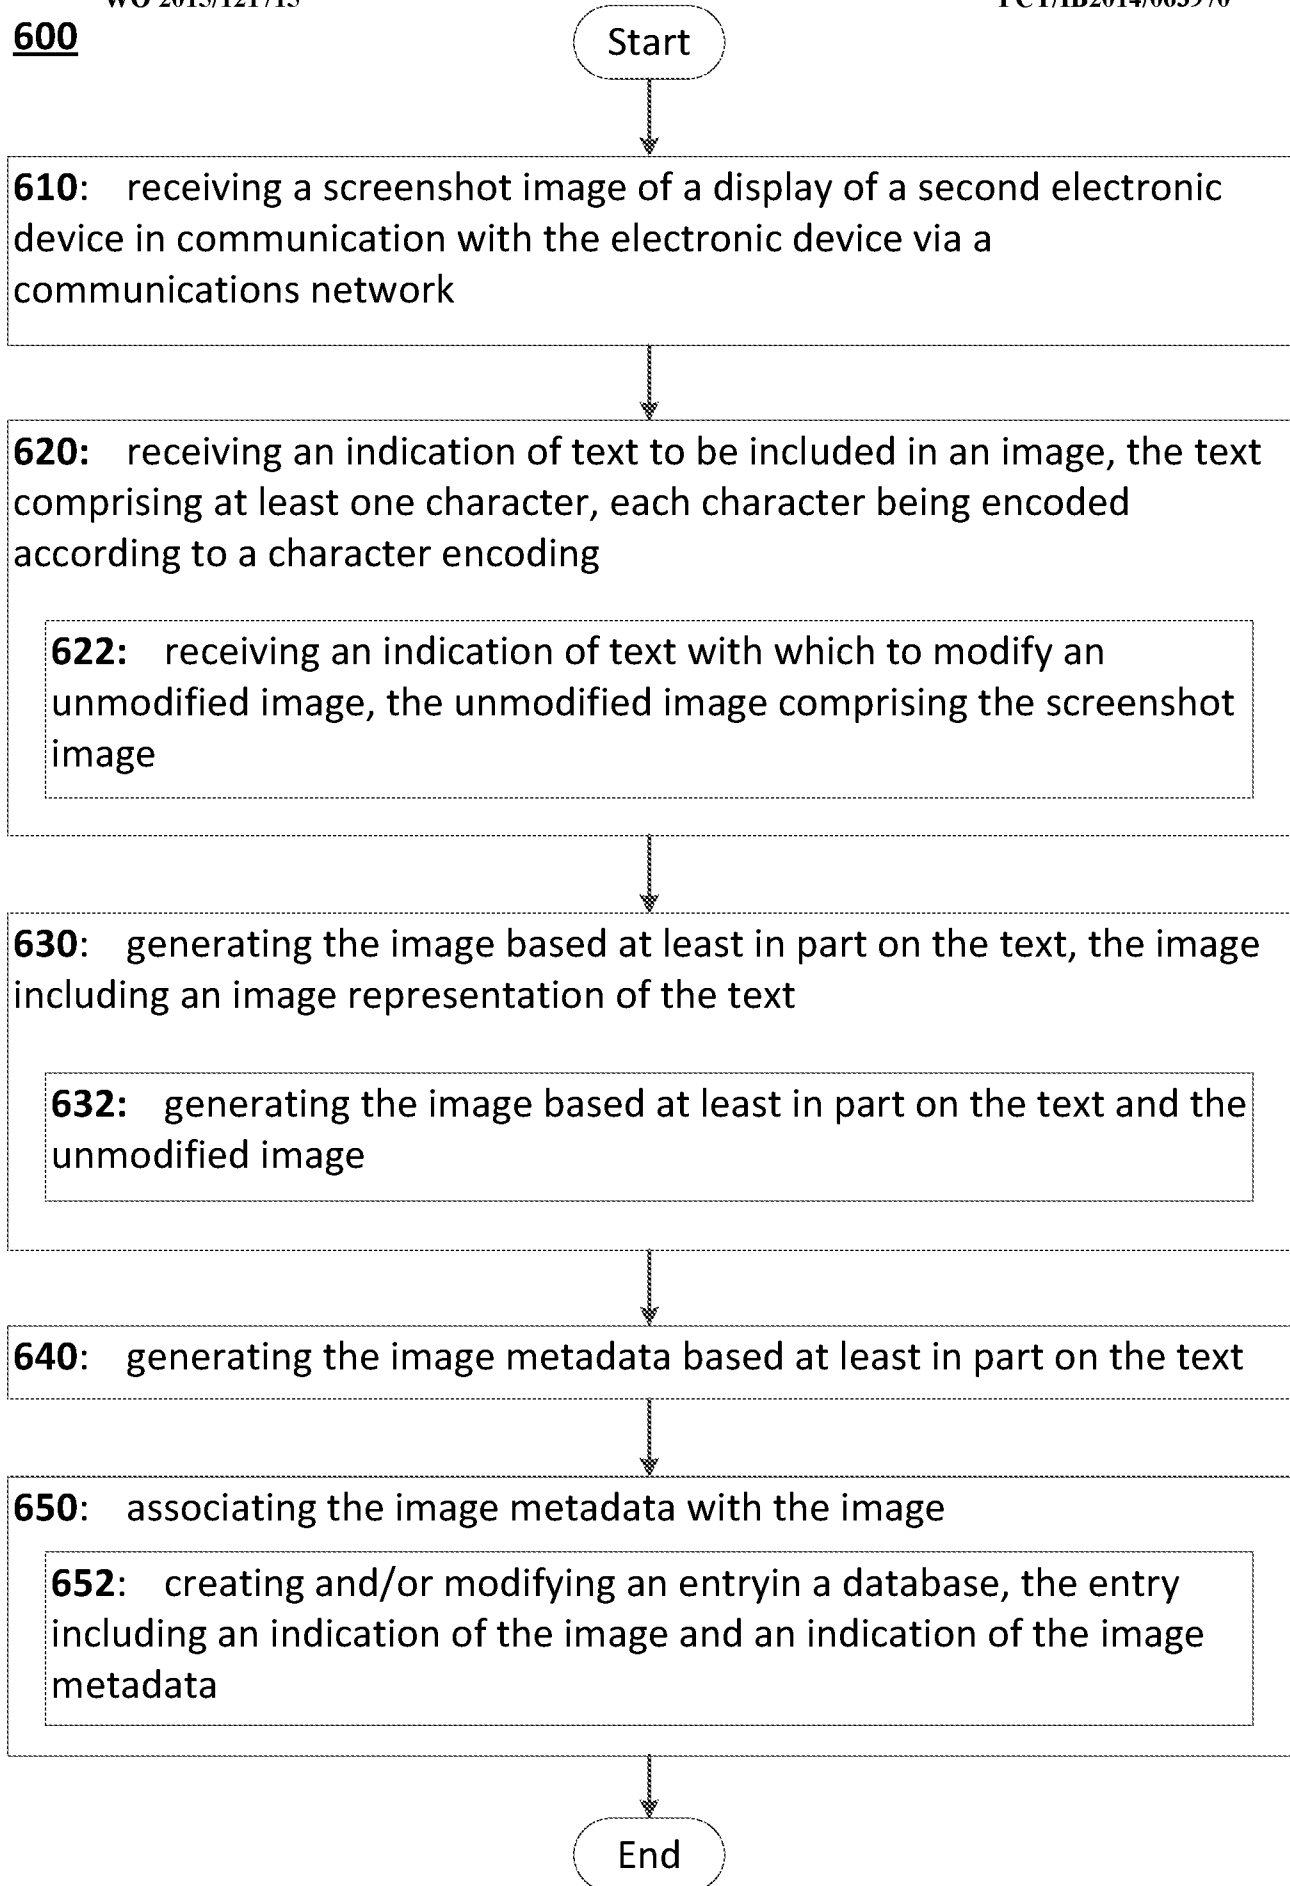 600
Start
610: receiving a screenshot image of a display of a second electronic
device in communication with the electronic device via a
communications network
620: receiving an indication of text to be included in an image, the text
comprising at least one character, each character being encoded
according to a character encoding
622: receiving an indication of text with which to modify an
unmodified image, the unmodified image comprising the screenshot
image
630: generating the image based at least in part on the text, the image
including an image representation of the text
632: generating the image based at least in part on the text and the
unmodified image
640: generating the image metadata based at least in part on the text
650: associating the image metadata with the image
652: creating and/or modifying an entryin a database, the entry
including an indication of the image and an indication of the image
metadata
End